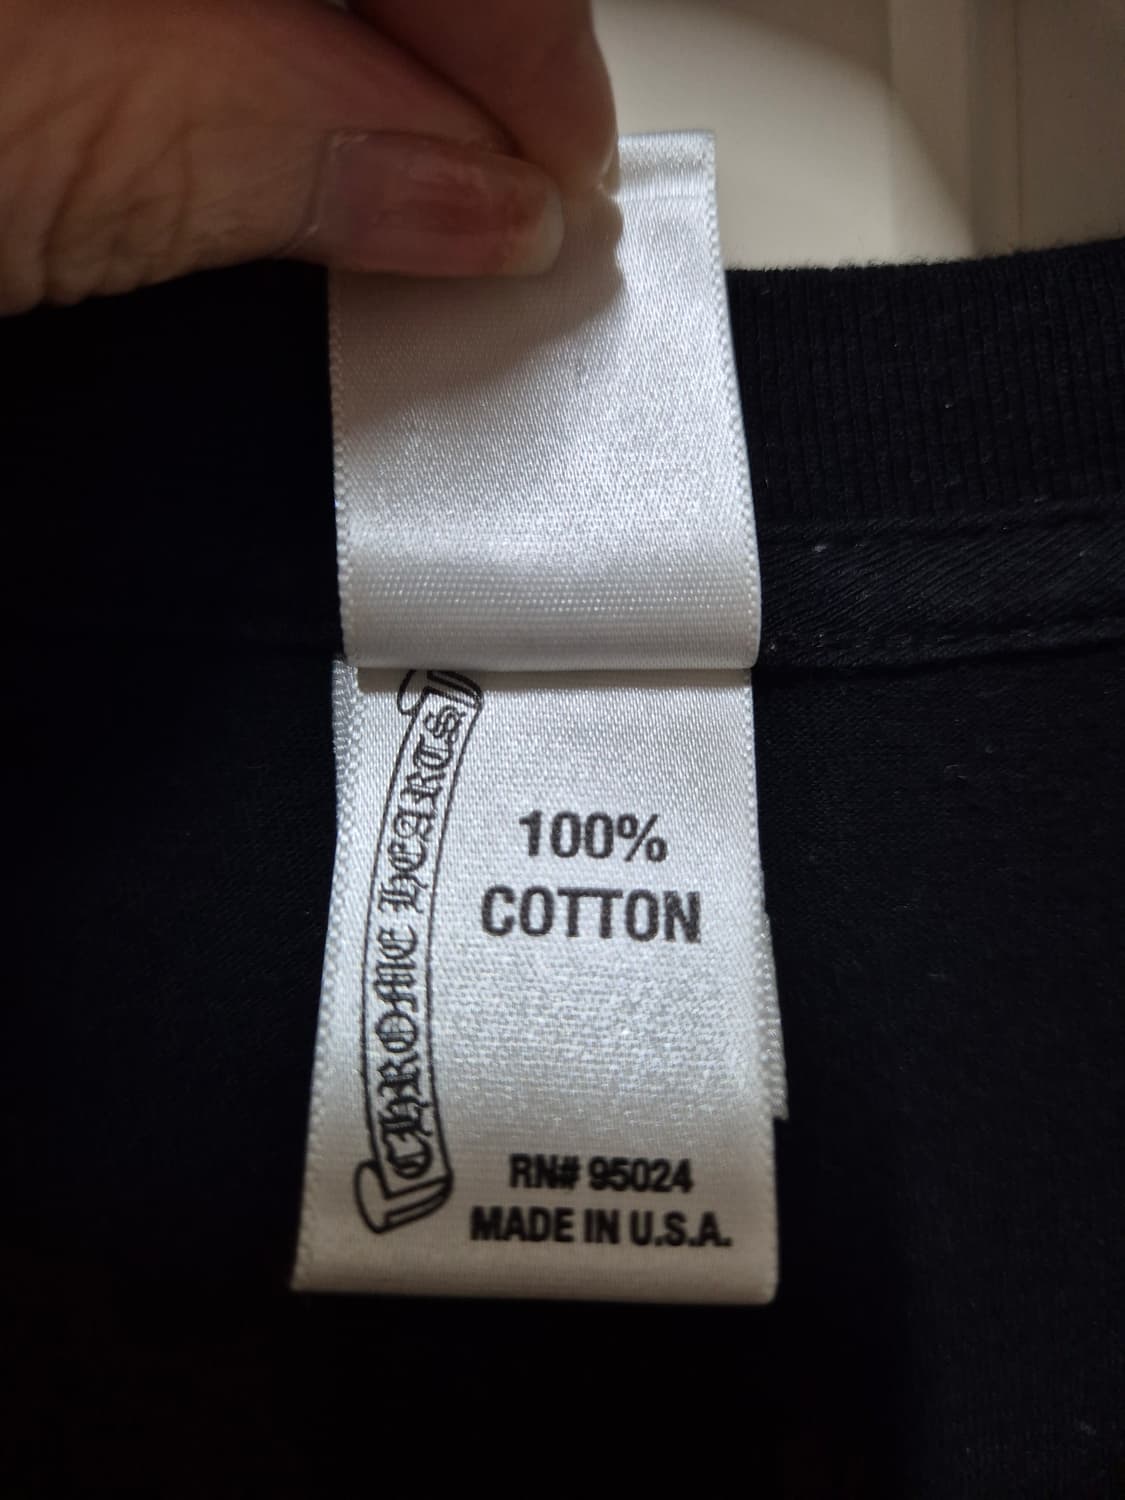 CHROME HEARTS
100%
COTTON
RN# 95024
MADE IN U.S.A.